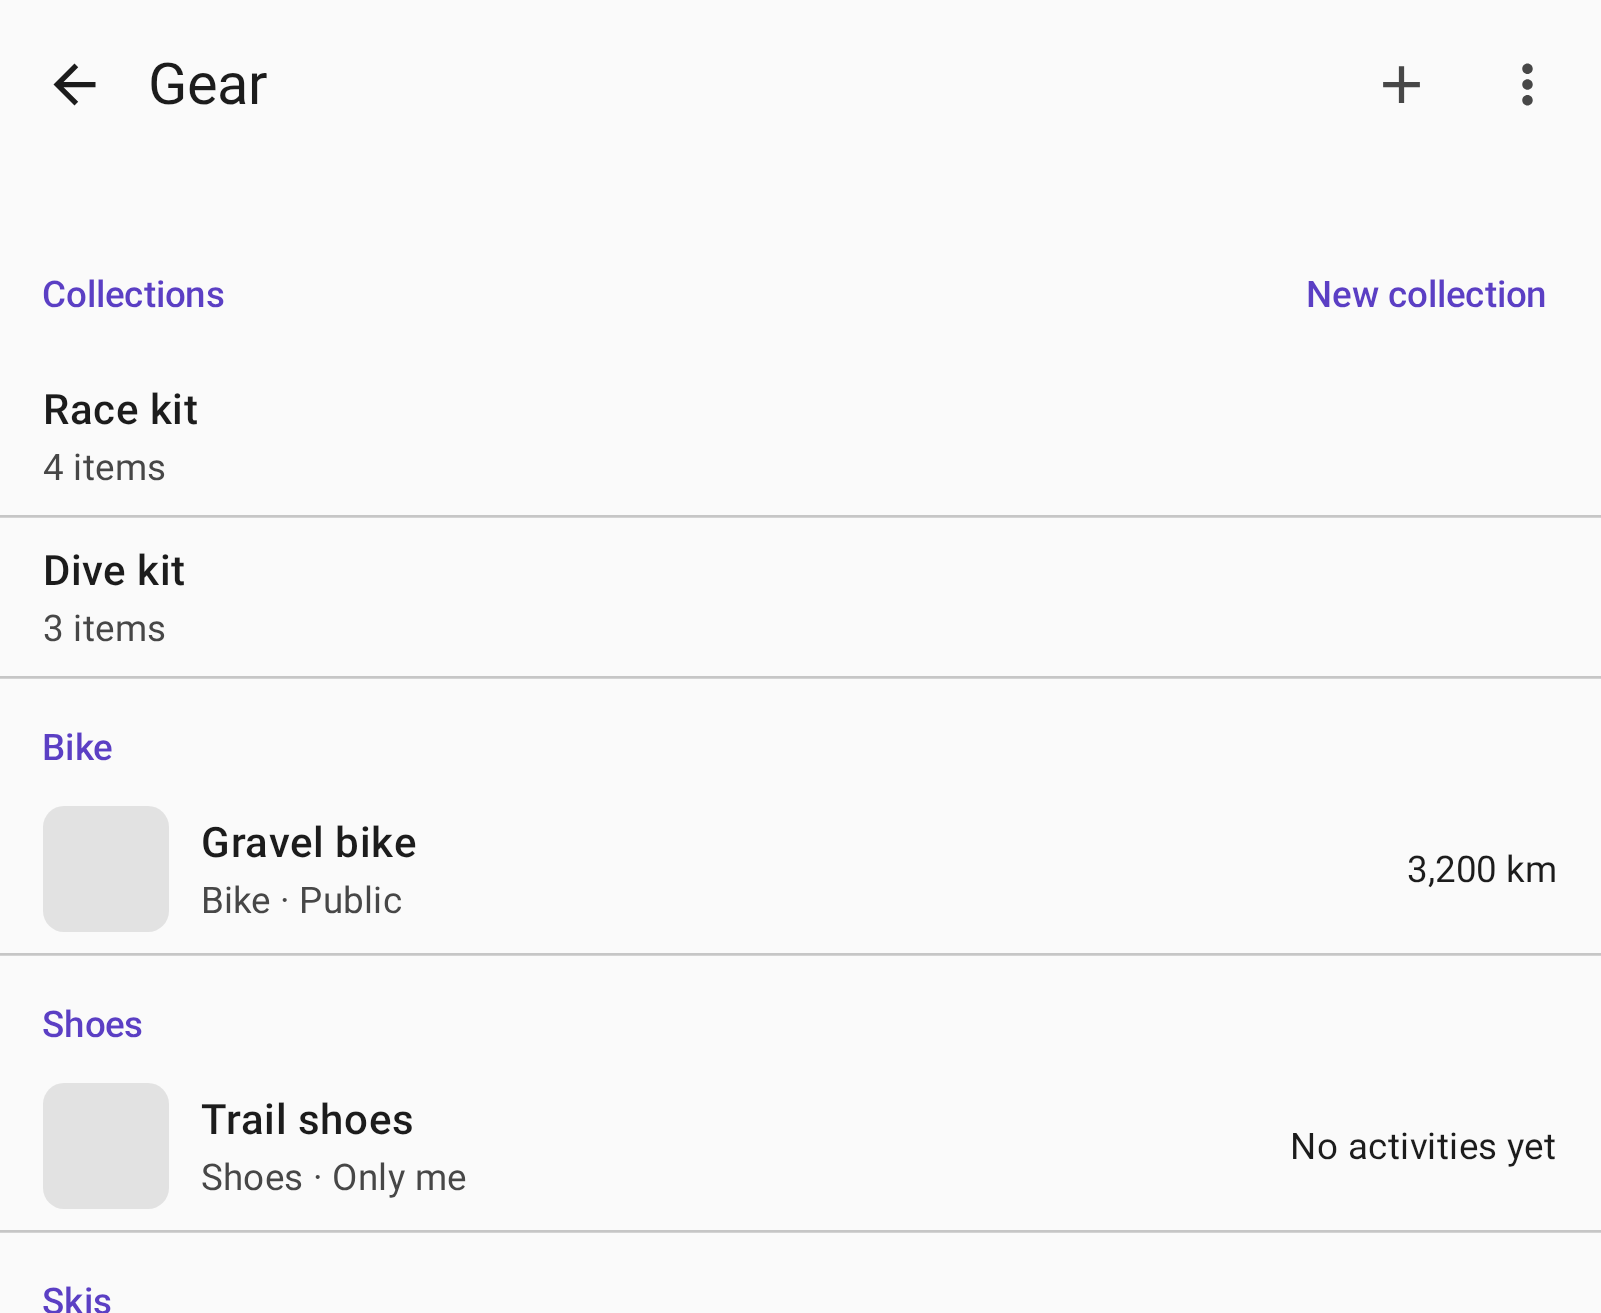 Gear
Collections
New collection
Race kit
4 items
Dive kit
3 items
Bike
Gravel bike
Bike · Public
3,200 km
Shoes
Trail shoes
Shoes · Only me
No activities yet
Skis